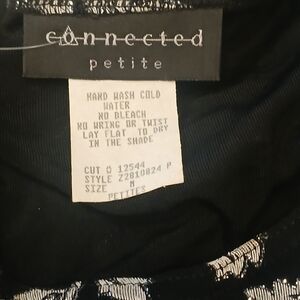 connected
petite
HAND WASH COLD
WATER
NO BLEACH
NO WRING OR TWIST
LAY FLAT TO DRY
IN THE SHADE
CUT # 12544
STYLE Z2810824 P
SIZE M
PETITES